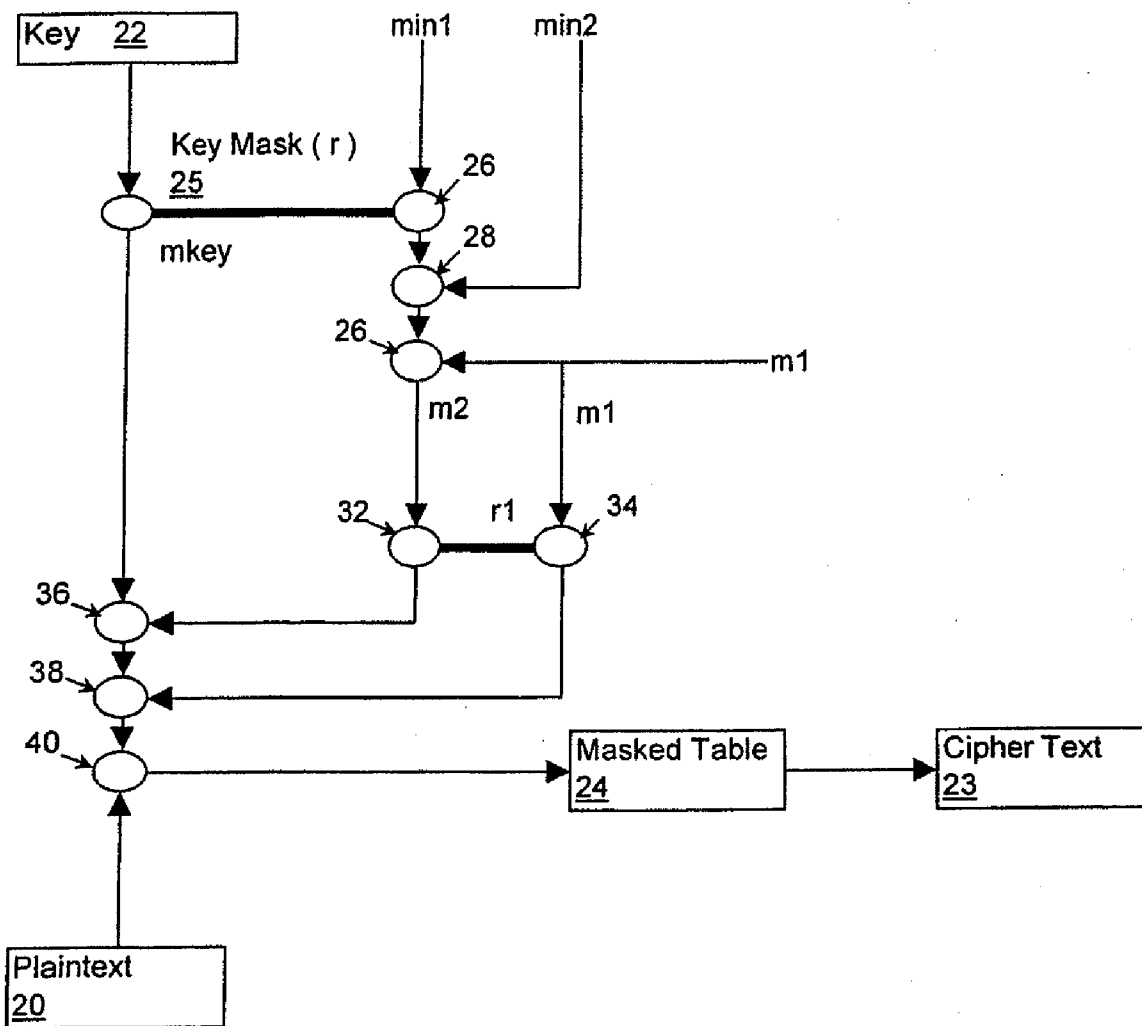 Key 22
min1
min2
Key Mask ( r )
25
26
mkey
28
26
m1
m2
m1
32
r1
34
36
38
40
Masked Table
24
Cipher Text
23
Plaintext
20